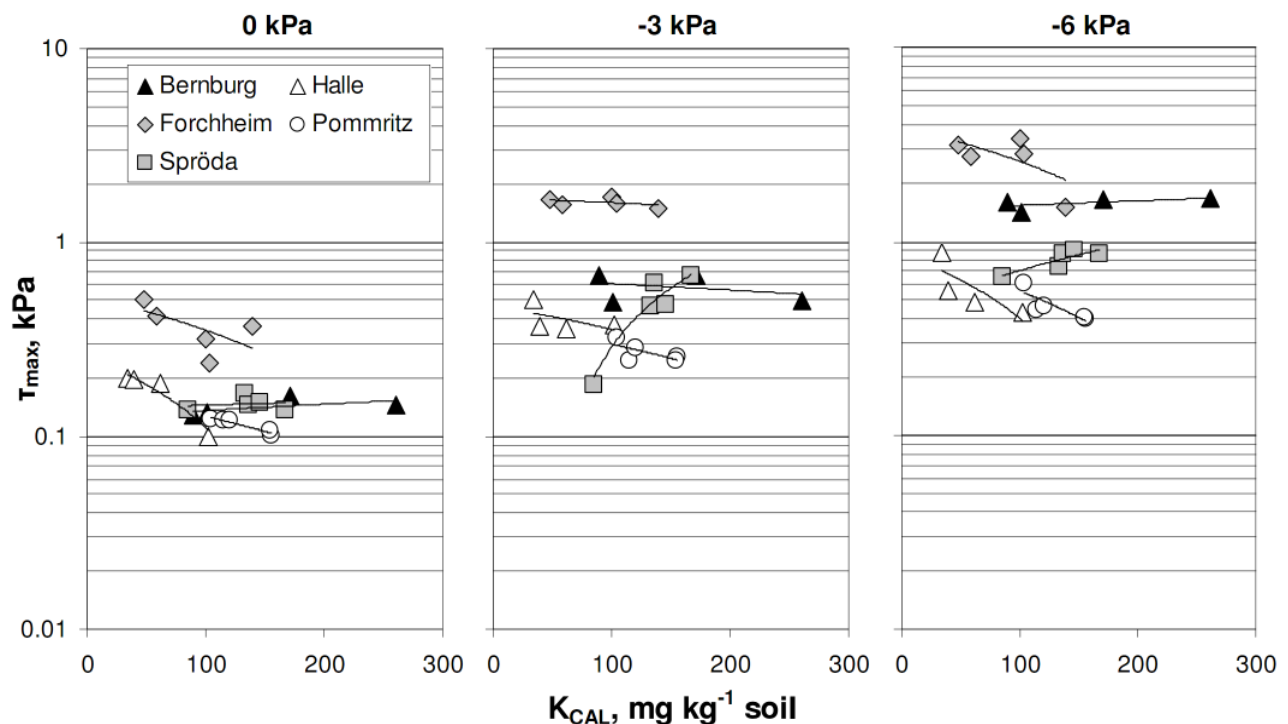 0 kPa -3 kPa -6 kPa
10
Bernburg Halle
Forchheim Pommritz
Spröda
1
0.1
0.01
τmax, kPa
0 100 200 300 0 100 200 300 0 100 200 300
KCAL, mg kg-1 soil